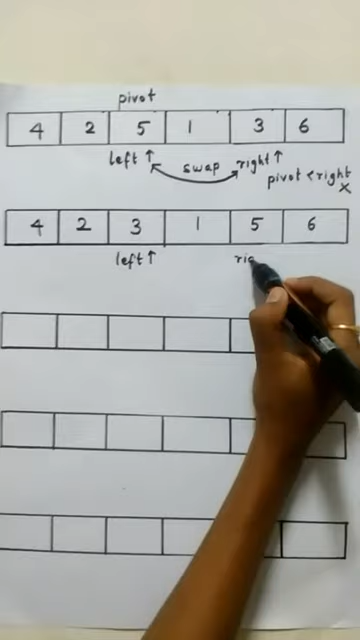 pivot
4 2 5 1 3 6
left ↑ swap right ↑
pivot < right
x
4 2 3 1 5 6
left ↑ rig